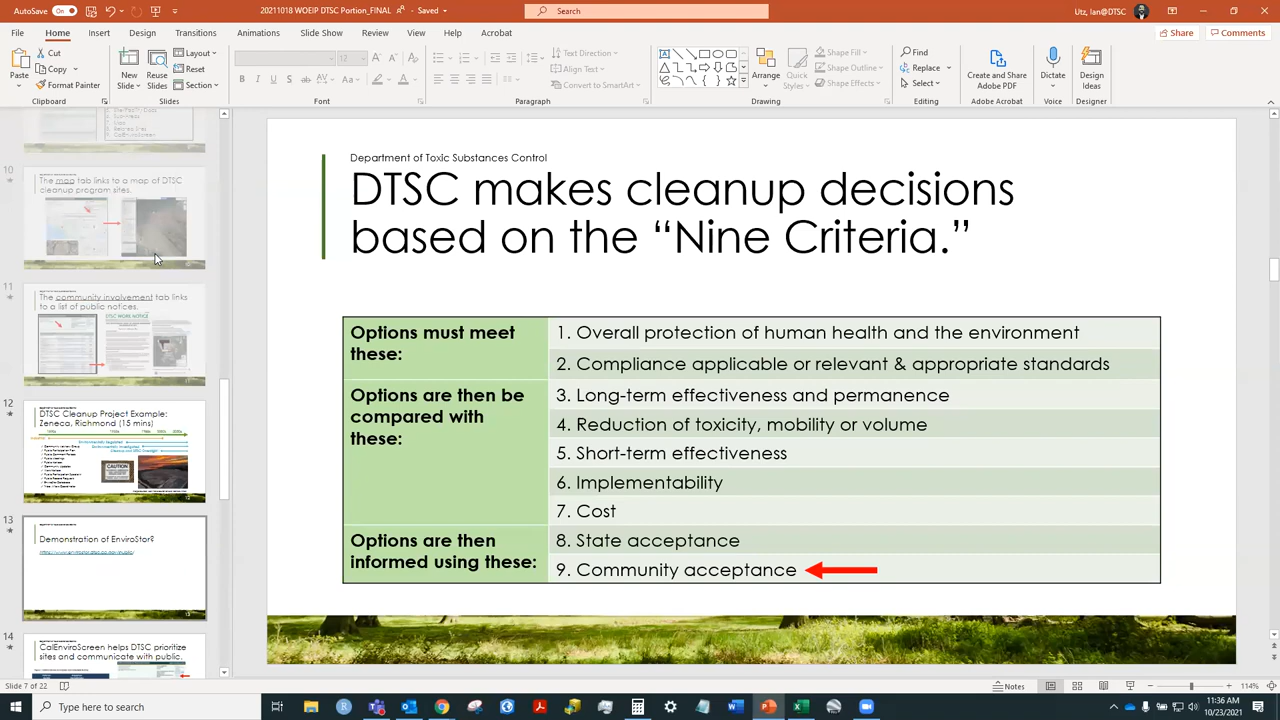 AutoSave On 20211018 WOEIP DTSC Portion_FINAL - Saved Search Utz, Ian@DTSC
File Home Insert Design Transitions Animations Slide Show Review View Help Acrobat Share Comments
Paste Cut Copy Format Painter
New Slide Reuse Slides Layout Reset Section
12
Text Direction Align Text Convert to SmartArt
Arrange Quick Styles Shape Fill Shape Outline Shape Effects
Find Replace Select
Create and Share Adobe PDF Dictate Design Ideas
Clipboard Slides Font Paragraph Drawing Editing Adobe Acrobat Voice Designer
10
The map tab links to a map of DTSC
cleanup program sites.
11
The community involvement tab links
to a list of public notices.
12
DTSC Cleanup Project Example:
Zeneca, Richmond (15 mins)
CAUTION
13
Demonstration of EnviroStor?
14
CalEnviroScreen helps DTSC prioritize
sites and communicate with public.
Department of Toxic Substances Control
DTSC makes cleanup decisions
based on the “Nine Criteria.”
Options must meet
these:
1. Overall protection of human health and the environment
2. Compliance applicable or relevant & appropriate standards
Options are then be
compared with
these:
3. Long-term effectiveness and permanence
4. Reduction of toxicity, mobility or volume
5. Short-term effectiveness
6. Implementability
7. Cost
Options are then
informed using these:
8. State acceptance
9. Community acceptance
Slide 7 of 22 Notes 114%
Type here to search
11:36 AM
10/23/2021